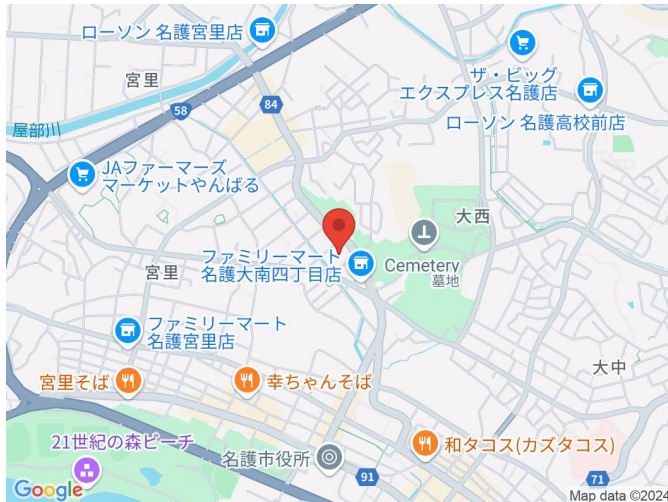 ローソン 名護宮里店
宮里
58
84
屋部川
ザ・ビッグ
エクスプレス名護店
ローソン 名護高校前店
JAファーマーズ
マーケットやんばる
大西
ファミリーマート
名護大南四丁目店
Cemetery
墓地
宮里
ファミリーマート
名護宮里店
大中
宮里そば
幸ちゃんそば
21世紀の森ビーチ
名護市役所
和タコス(カズタコス)
91
71
Google
Map data ©2024